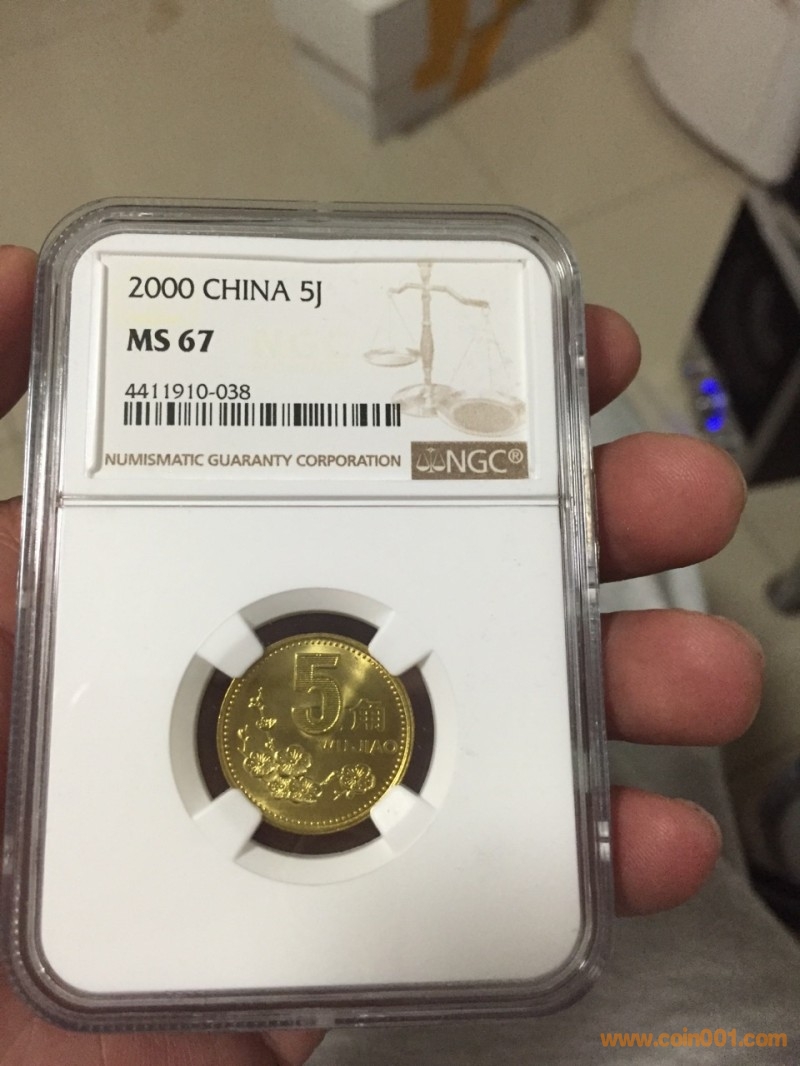 2000 CHINA 5J
MS 67
4411910-038
NUMISMATIC GUARANTY CORPORATION NGC®
5角
WU JIAO
www.coin001.com